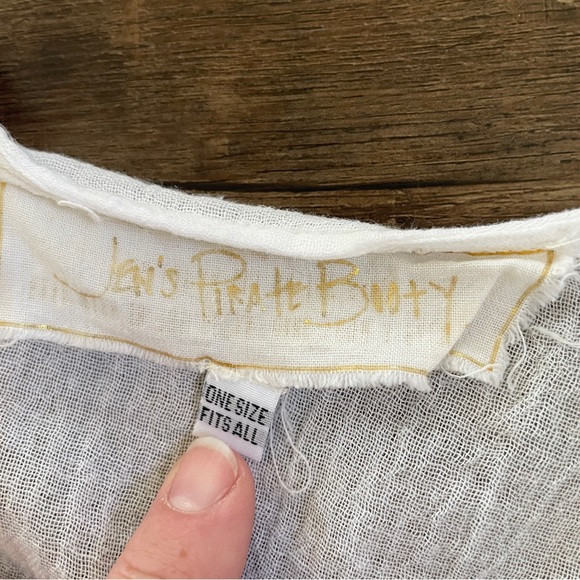 JEN'S PIRATE BOOTY
ONE SIZE
FITS ALL